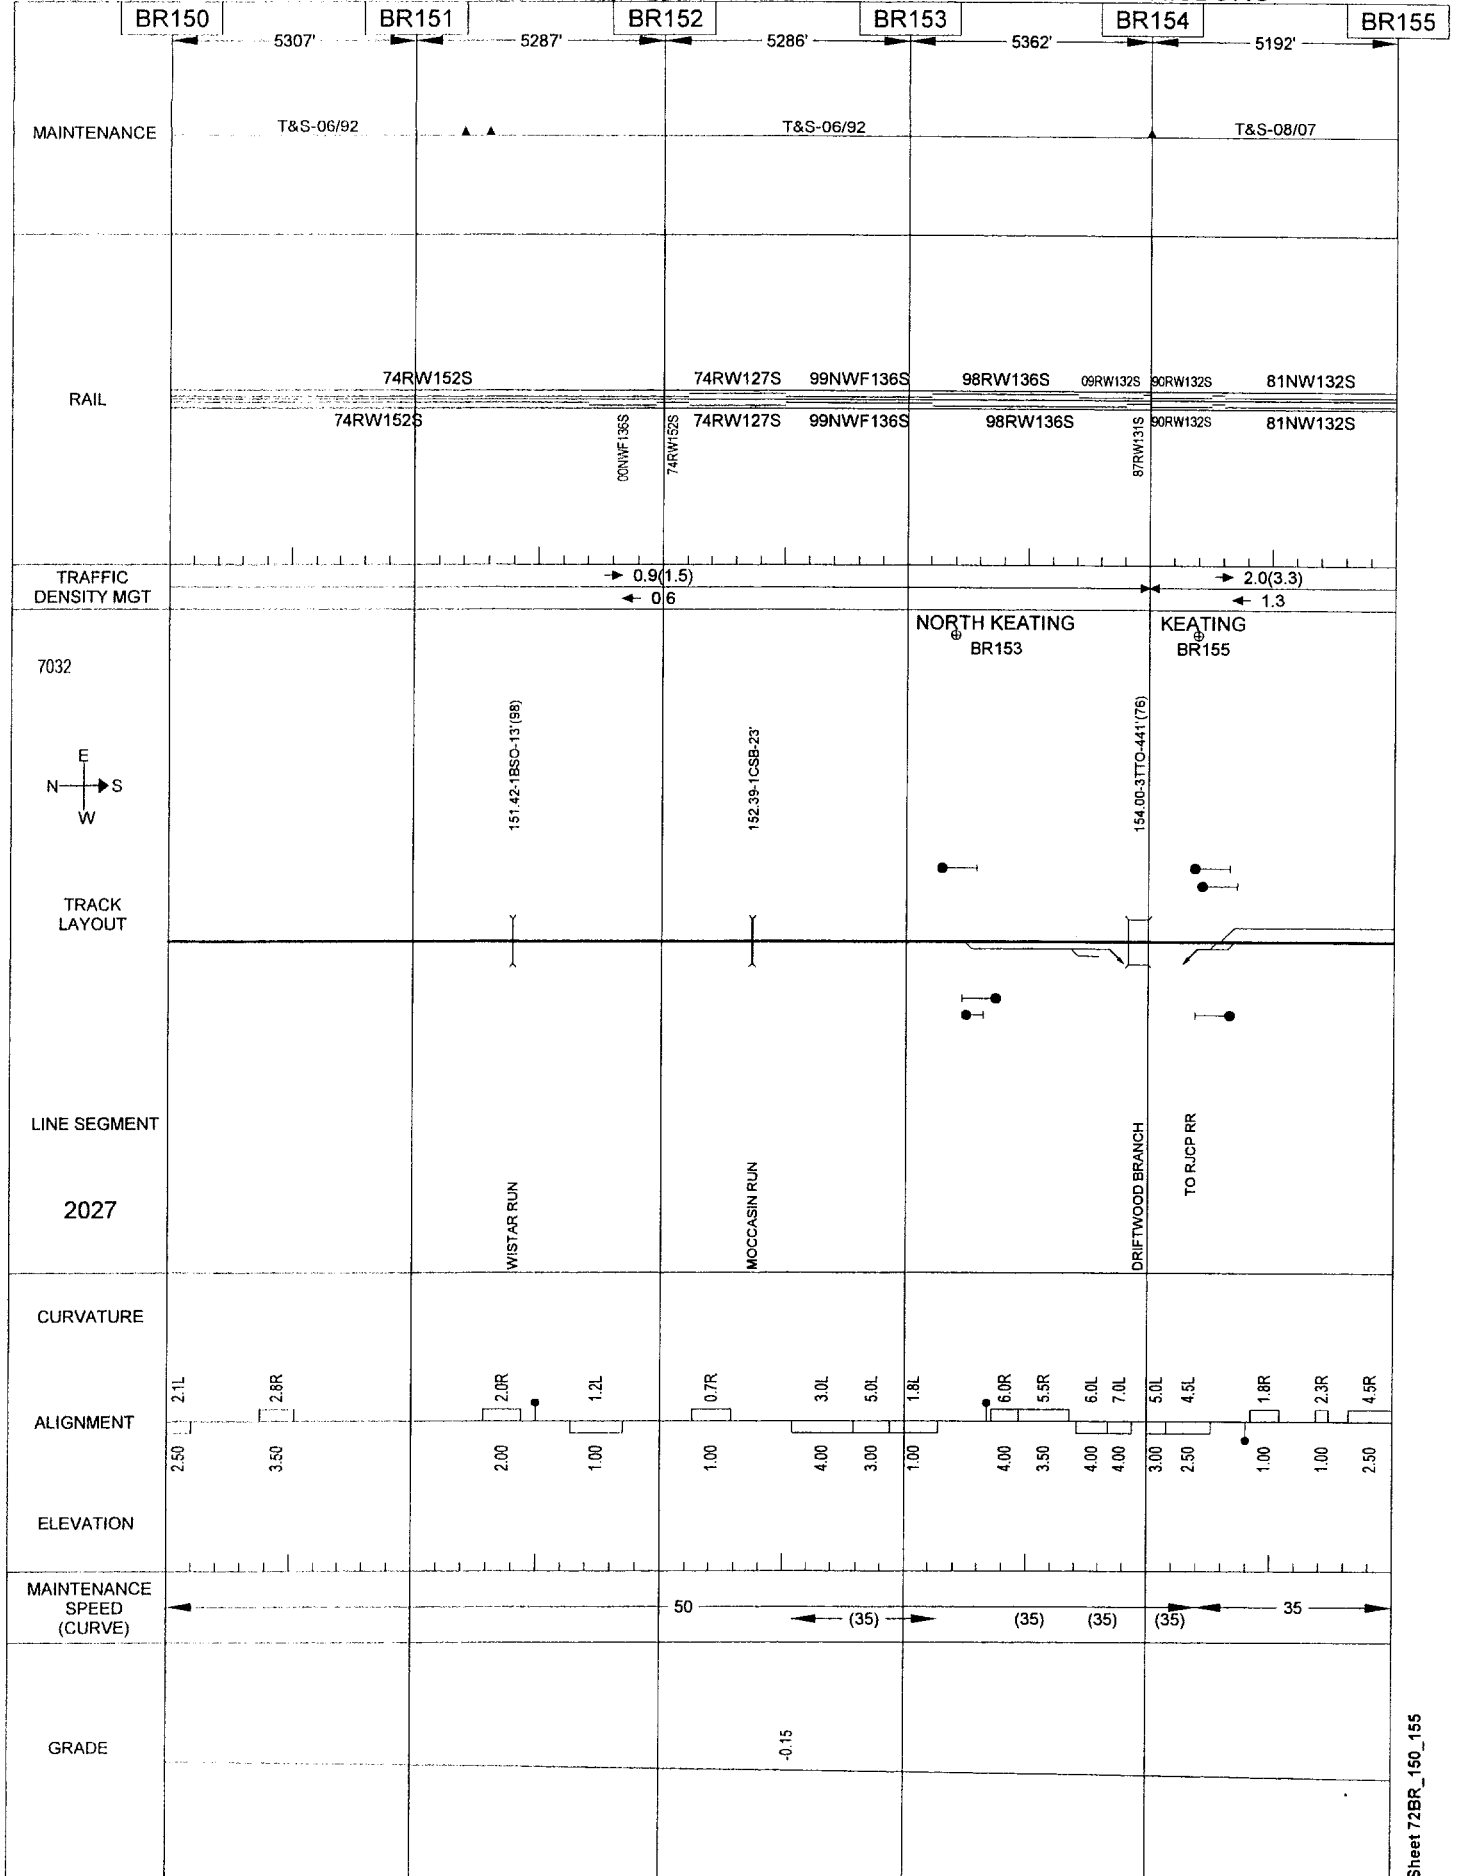 BR150 BR151 BR152 BR153 BR154 BR155
5307' 5287' 5286' 5362' 5192'
MAINTENANCE
T&S-06/92 T&S-06/92 T&S-08/07
74RW152S 74RW127S 99NWF136S 98RW136S 09RW132S 90RW132S 81NW132S
RAIL
74RW152S 00NWF136S 74RW152S 74RW127S 99NWF136S 98RW136S 87RW131S 90RW132S 81NW132S
TRAFFIC
DENSITY MGT
0.9(1.5) 2.0(3.3)
0.6 1.3
NORTH KEATING KEATING
BR153 BR155
7032
151.42-1BSO-13'(98)
152.39-1CSB-23'
154.00-3TTO-441'(76)
E
N S
W
TRACK
LAYOUT
LINE SEGMENT
2027
WISTAR RUN
MOCCASIN RUN
DRIFTWOOD BRANCH
TO RJCP RR
CURVATURE
2.1L 2.8R 2.0R 1.2L 0.7R 3.0L 5.0L 1.8L 6.0R 5.5R 6.0L 7.0L 5.0L 4.5L 1.8R 2.3R 4.5R
ALIGNMENT
2.50 3.50 2.00 1.00 1.00 4.00 3.00 1.00 4.00 3.50 4.00 4.00 3.00 2.50 1.00 1.00 2.50
ELEVATION
MAINTENANCE
SPEED
(CURVE)
50 35
(35) (35) (35) (35)
GRADE
-0.15
Sheet 72BR_150_155